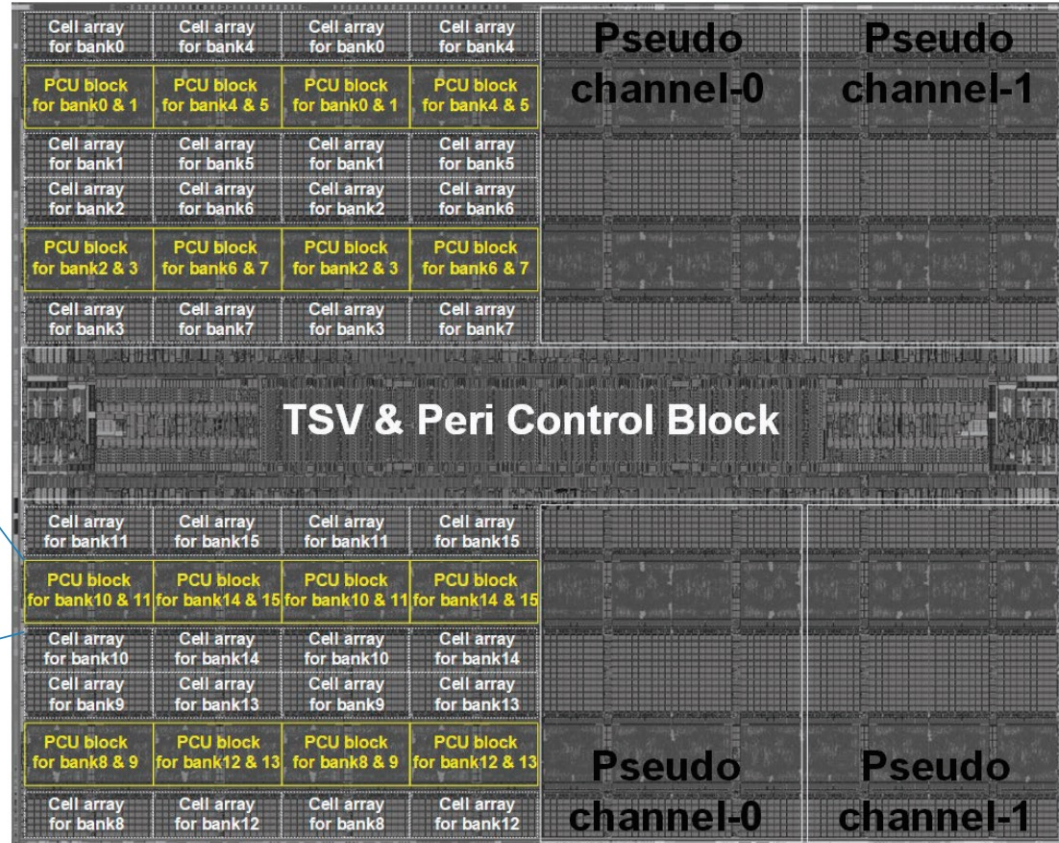 Cell array for bank0
Cell array for bank4
Cell array for bank0
Cell array for bank4
Pseudo channel-0
Pseudo channel-1
PCU block for bank0 & 1
PCU block for bank4 & 5
PCU block for bank0 & 1
PCU block for bank4 & 5
Cell array for bank1
Cell array for bank5
Cell array for bank1
Cell array for bank5
Cell array for bank2
Cell array for bank6
Cell array for bank2
Cell array for bank6
PCU block for bank2 & 3
PCU block for bank6 & 7
PCU block for bank2 & 3
PCU block for bank6 & 7
Cell array for bank3
Cell array for bank7
Cell array for bank3
Cell array for bank7
TSV & Peri Control Block
Cell array for bank11
Cell array for bank15
Cell array for bank11
Cell array for bank15
PCU block for bank10 & 11
PCU block for bank14 & 15
PCU block for bank10 & 11
PCU block for bank14 & 15
Cell array for bank10
Cell array for bank14
Cell array for bank10
Cell array for bank14
Cell array for bank9
Cell array for bank13
Cell array for bank9
Cell array for bank13
PCU block for bank8 & 9
PCU block for bank12 & 13
PCU block for bank8 & 9
PCU block for bank12 & 13
Pseudo channel-0
Pseudo channel-1
Cell array for bank8
Cell array for bank12
Cell array for bank8
Cell array for bank12